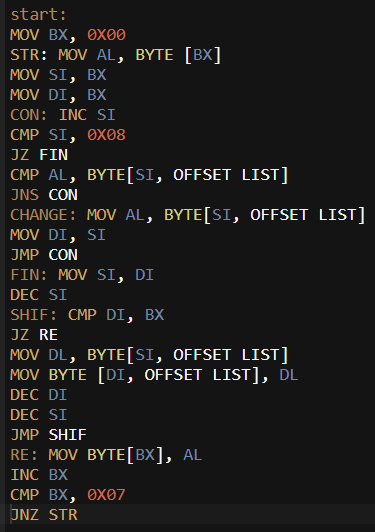 start:
MOV BX, 0X00
STR: MOV AL, BYTE [BX]
MOV SI, BX
MOV DI, BX
CON: INC SI
CMP SI, 0X08
JZ FIN
CMP AL, BYTE[SI, OFFSET LIST]
JNS CON
CHANGE: MOV AL, BYTE[SI, OFFSET LIST]
MOV DI, SI
JMP CON
FIN: MOV SI, DI
DEC SI
SHIF: CMP DI, BX
JZ RE
MOV DL, BYTE[SI, OFFSET LIST]
MOV BYTE [DI, OFFSET LIST], DL
DEC DI
DEC SI
JMP SHIF
RE: MOV BYTE[BX], AL
INC BX
CMP BX, 0X07
JNZ STR